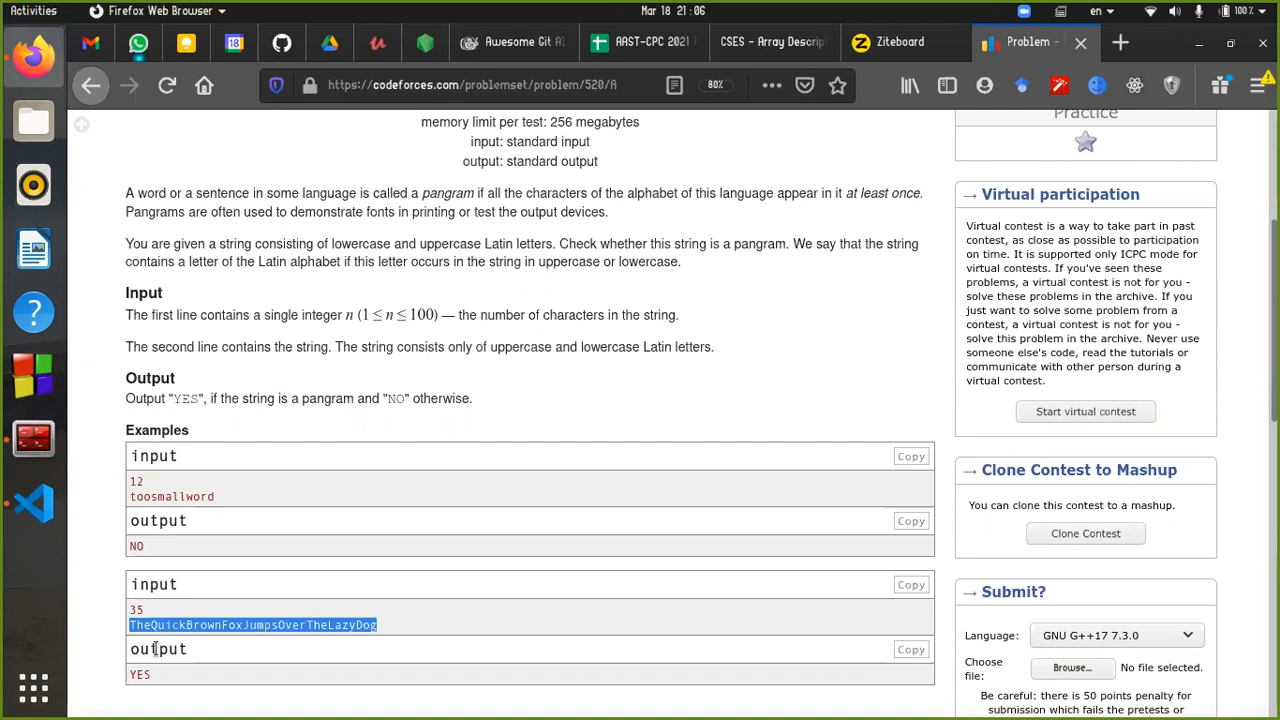 Activities
Firefox Web Browser
Mar 18 21:06
en
100 %
18
Awesome Git Al
AAST-CPC 2021 T
CSES - Array Descrip
Ziteboard
Problem -
https://codeforces.com/problemset/problem/520/A
80%
Practice
memory limit per test: 256 megabytes
input: standard input
output: standard output
A word or a sentence in some language is called a pangram if all the characters of the alphabet of this language appear in it at least once.
Pangrams are often used to demonstrate fonts in printing or test the output devices.
You are given a string consisting of lowercase and uppercase Latin letters. Check whether this string is a pangram. We say that the string
contains a letter of the Latin alphabet if this letter occurs in the string in uppercase or lowercase.
Input
The first line contains a single integer n (1 ≤ n ≤ 100) — the number of characters in the string.
The second line contains the string. The string consists only of uppercase and lowercase Latin letters.
Output
Output "YES", if the string is a pangram and "NO" otherwise.
Examples
input
Copy
12
toosmallword
output
Copy
NO
input
Copy
35
TheQuickBrownFoxJumpsOverTheLazyDog
output
Copy
YES
→ Virtual participation
Virtual contest is a way to take part in past
contest, as close as possible to participation
on time. It is supported only ICPC mode for
virtual contests. If you've seen these
problems, a virtual contest is not for you -
solve these problems in the archive. If you
just want to solve some problem from a
contest, a virtual contest is not for you -
solve this problem in the archive. Never use
someone else's code, read the tutorials or
communicate with other person during a
virtual contest.
Start virtual contest
→ Clone Contest to Mashup
You can clone this contest to a mashup.
Clone Contest
→ Submit?
Language:
GNU G++17 7.3.0
Choose
file:
Browse...
No file selected.
Be careful: there is 50 points penalty for
submission which fails the pretests or